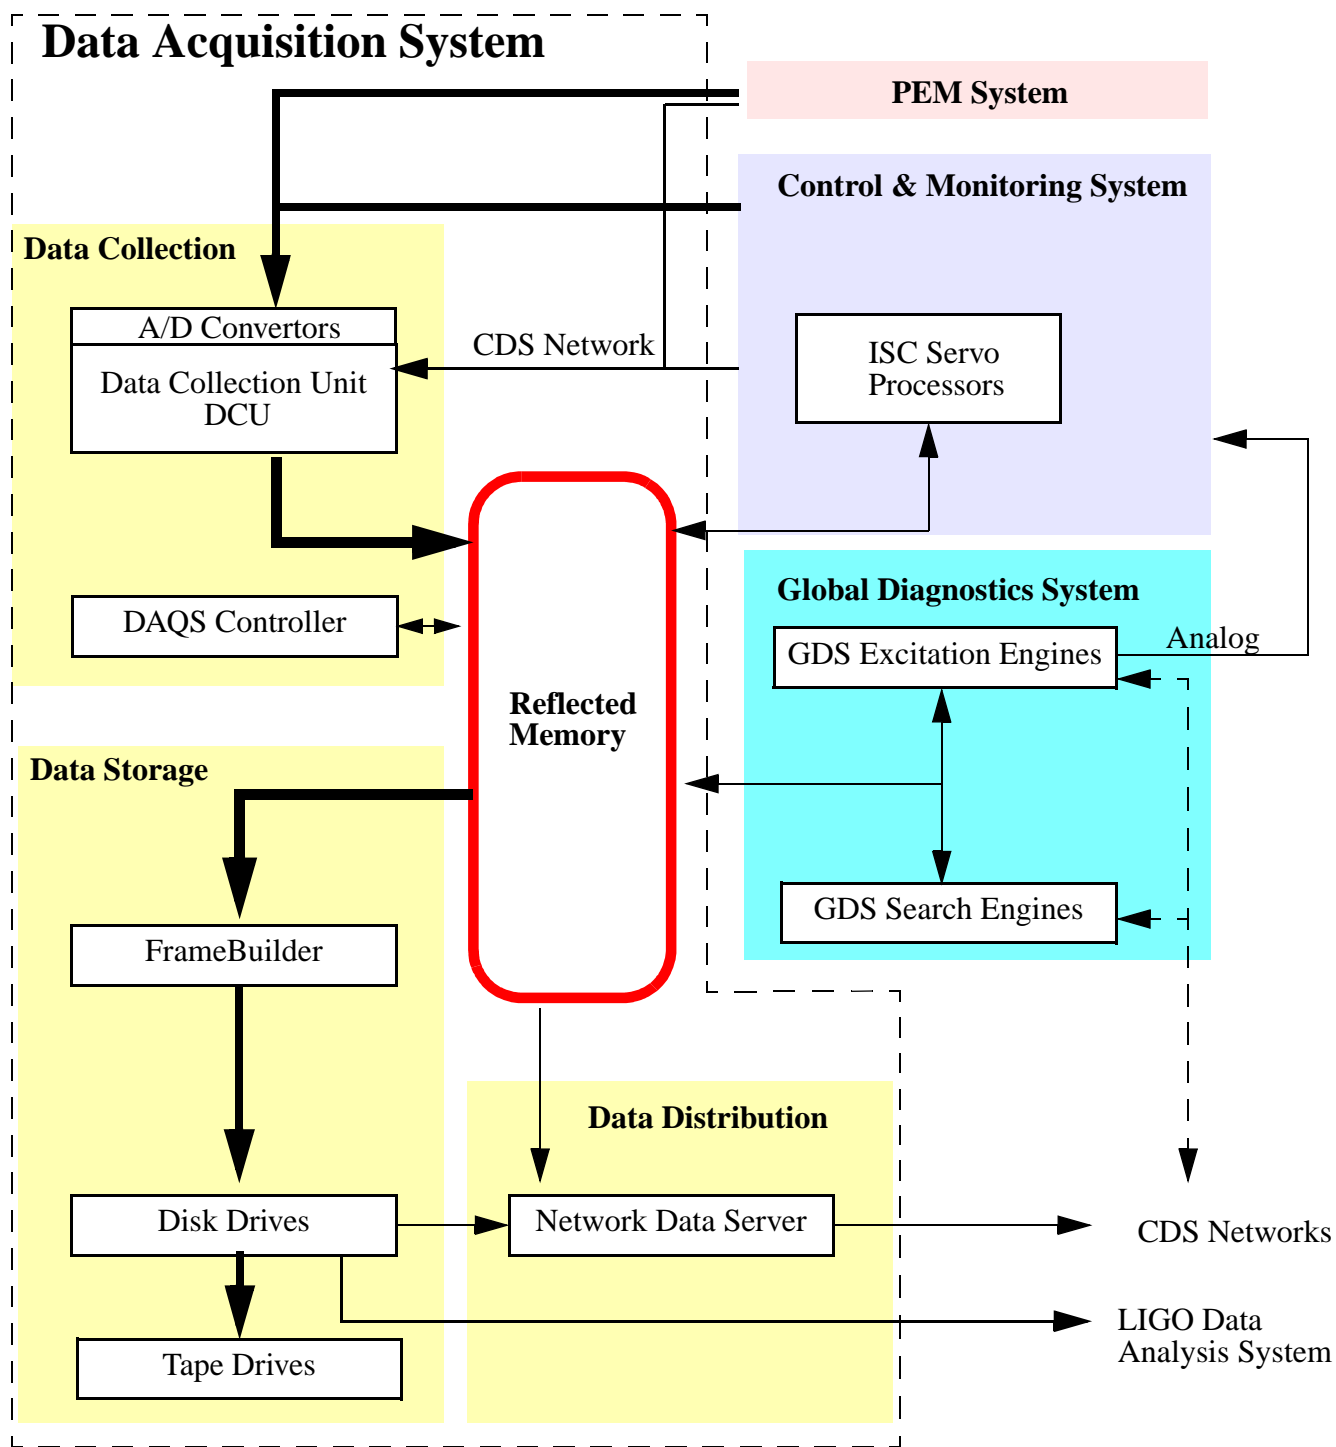 Data Acquisition System
PEM System
Control & Monitoring System
Data Collection
A/D Convertors
CDS Network
ISC Servo
Processors
Data Collection Unit
DCU
Global Diagnostics System
DAQS Controller
Analog
GDS Excitation Engines
Reflected
Memory
Data Storage
GDS Search Engines
FrameBuilder
Data Distribution
Disk Drives
Network Data Server
CDS Networks
LIGO Data
Analysis System
Tape Drives